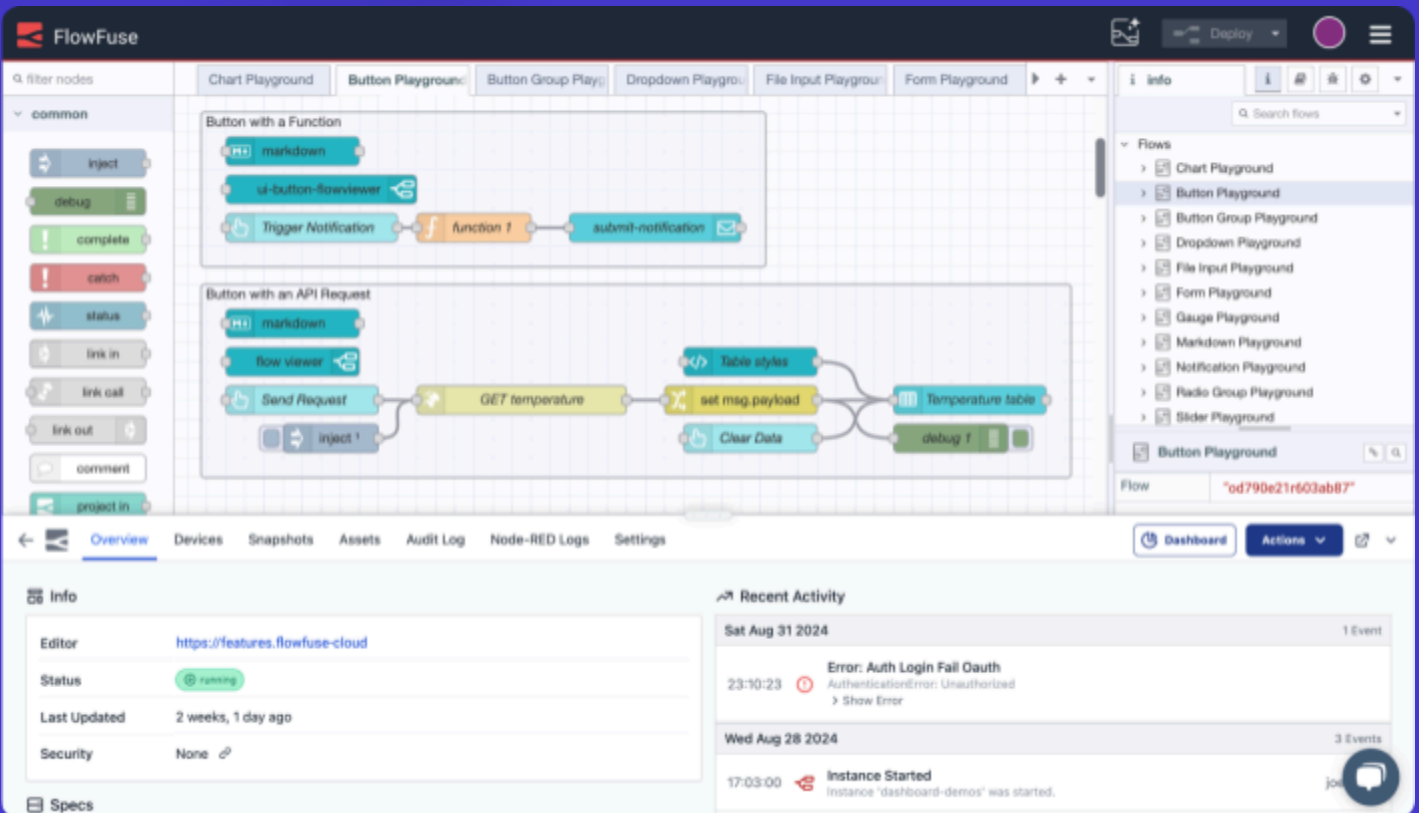 FlowFuse
Deploy
filter nodes
Chart Playground
Button Playground
Button Group Playg
Dropdown Playgrou
File Input Playgroun
Form Playground
info
common
inject
debug
complete
catch
status
link in
link call
link out
comment
project in
Button with a Function
markdown
ui-button-flowviewer
Trigger Notification
function 1
submit-notification
Button with an API Request
markdown
flow viewer
Table styles
Send Request
GET temperature
set msg.payload
Temperature table
inject ¹
Clear Data
debug 1
Search flows
Flows
Chart Playground
Button Playground
Button Group Playground
Dropdown Playground
File Input Playground
Form Playground
Gauge Playground
Markdown Playground
Notification Playground
Radio Group Playground
Slider Playground
Button Playground
Flow "od790e21r603ab87"
Overview Devices Snapshots Assets Audit Log Node-RED Logs Settings
Dashboard
Actions
Info
Editor https://features.flowfuse-cloud
Status running
Last Updated 2 weeks, 1 day ago
Security None
Specs
Recent Activity
Sat Aug 31 2024 1 Event
23:10:23 Error: Auth Login Fail Oauth
AuthenticationError: Unauthorized
> Show Error
Wed Aug 28 2024 3 Events
17:03:00 Instance Started
Instance 'dashboard-demos' was started.